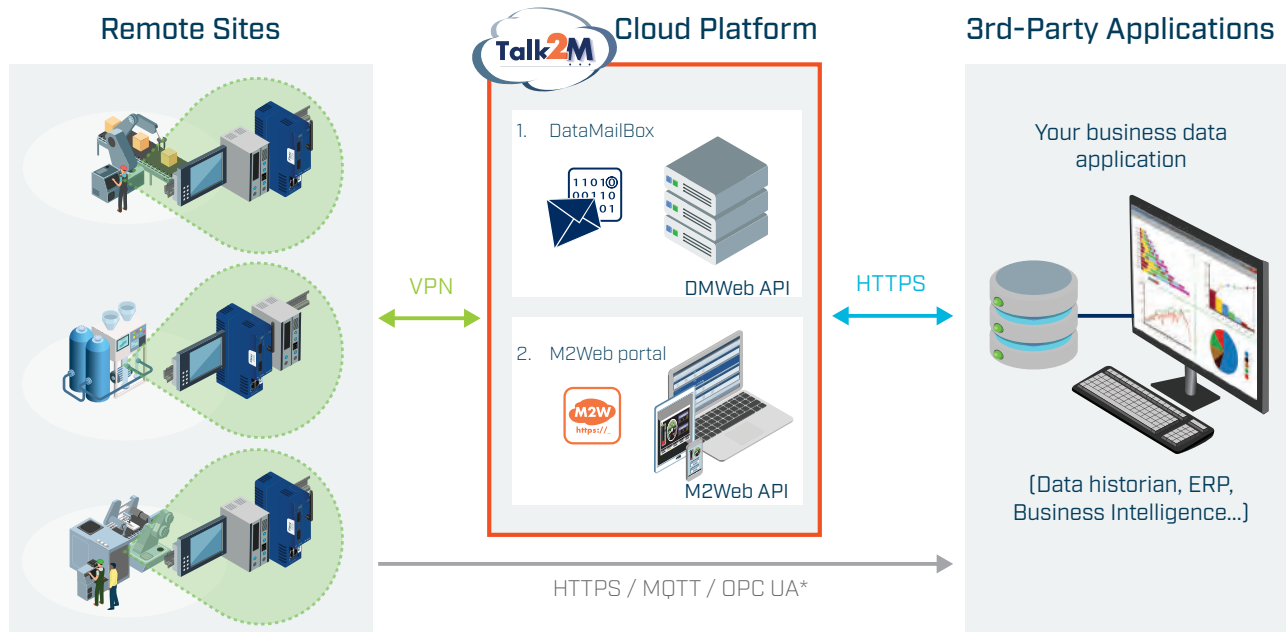 Remote Sites
Talk2M
Cloud Platform
3rd-Party Applications
1. DataMailBox
11010
00110
01
DMWeb API
2. M2Web portal
M2W
https://_
M2Web API
VPN
HTTPS
Your business data
application
(Data historian, ERP,
Business Intelligence...)
HTTPS / MQTT / OPC UA*